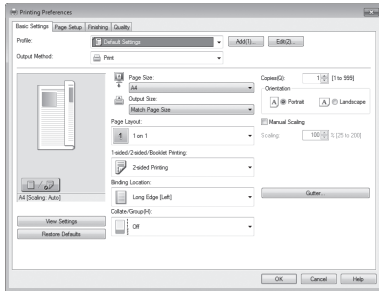 Printing Preferences
Basic Settings Page Setup Finishing Quality
Profile: Default Settings Add(1)... Edit(2)...
Output Method: Print
Page Size:
A4
Output Size:
Match Page Size
Copies(Q): 1 [1 to 999]
Orientation
A Portrait A Landscape
Page Layout:
1 1 on 1
Manual Scaling
Scaling: 100 % [25 to 200]
1-sided/2-sided/Booklet Printing:
2-sided Printing
Binding Location:
Long Edge [Left]
Gutter...
A4 [Scaling: Auto]
Collate/Group(H):
Off
View Settings
Restore Defaults
OK Cancel Help